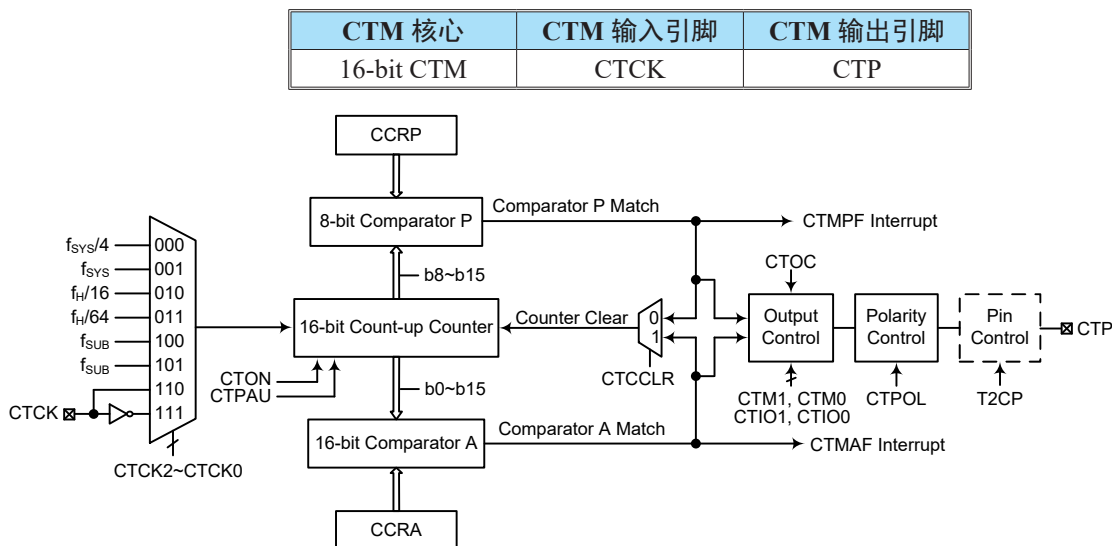 CTM 核心 CTM 输入引脚 CTM 输出引脚
16-bit CTM CTCK CTP
CCRP
8-bit Comparator P
Comparator P Match
CTMPF Interrupt
b8~b15
fSYS/4 000
fSYS 001
fH/16 010
fH/64 011
fSUB 100
fSUB 101
110
111
CTCK
CTCK2~CTCK0
16-bit Count-up Counter
Counter Clear
0
1
CTCCLR
CTON
CTPAU
b0~b15
CTOC
Output
Control
CTM1, CTM0
CTIO1, CTIO0
Polarity
Control
CTPOL
Pin
Control
T2CP
CTP
16-bit Comparator A
Comparator A Match
CTMAF Interrupt
CCRA